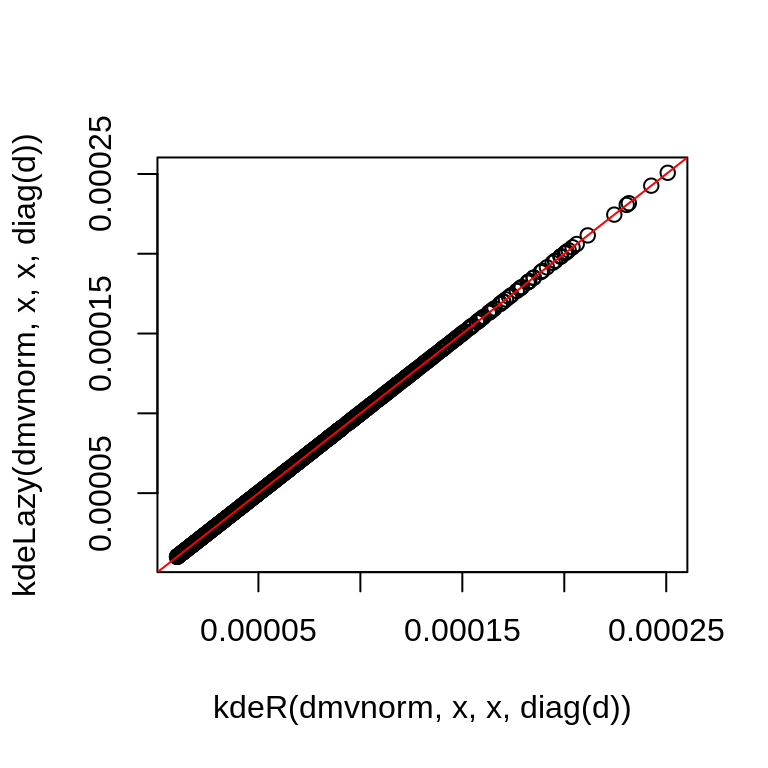 kdeLazy(dmvnorm, x, x, diag(d))
0.00025
0.00015
0.00005
0.00005 0.00015 0.00025
kdeR(dmvnorm, x, x, diag(d))